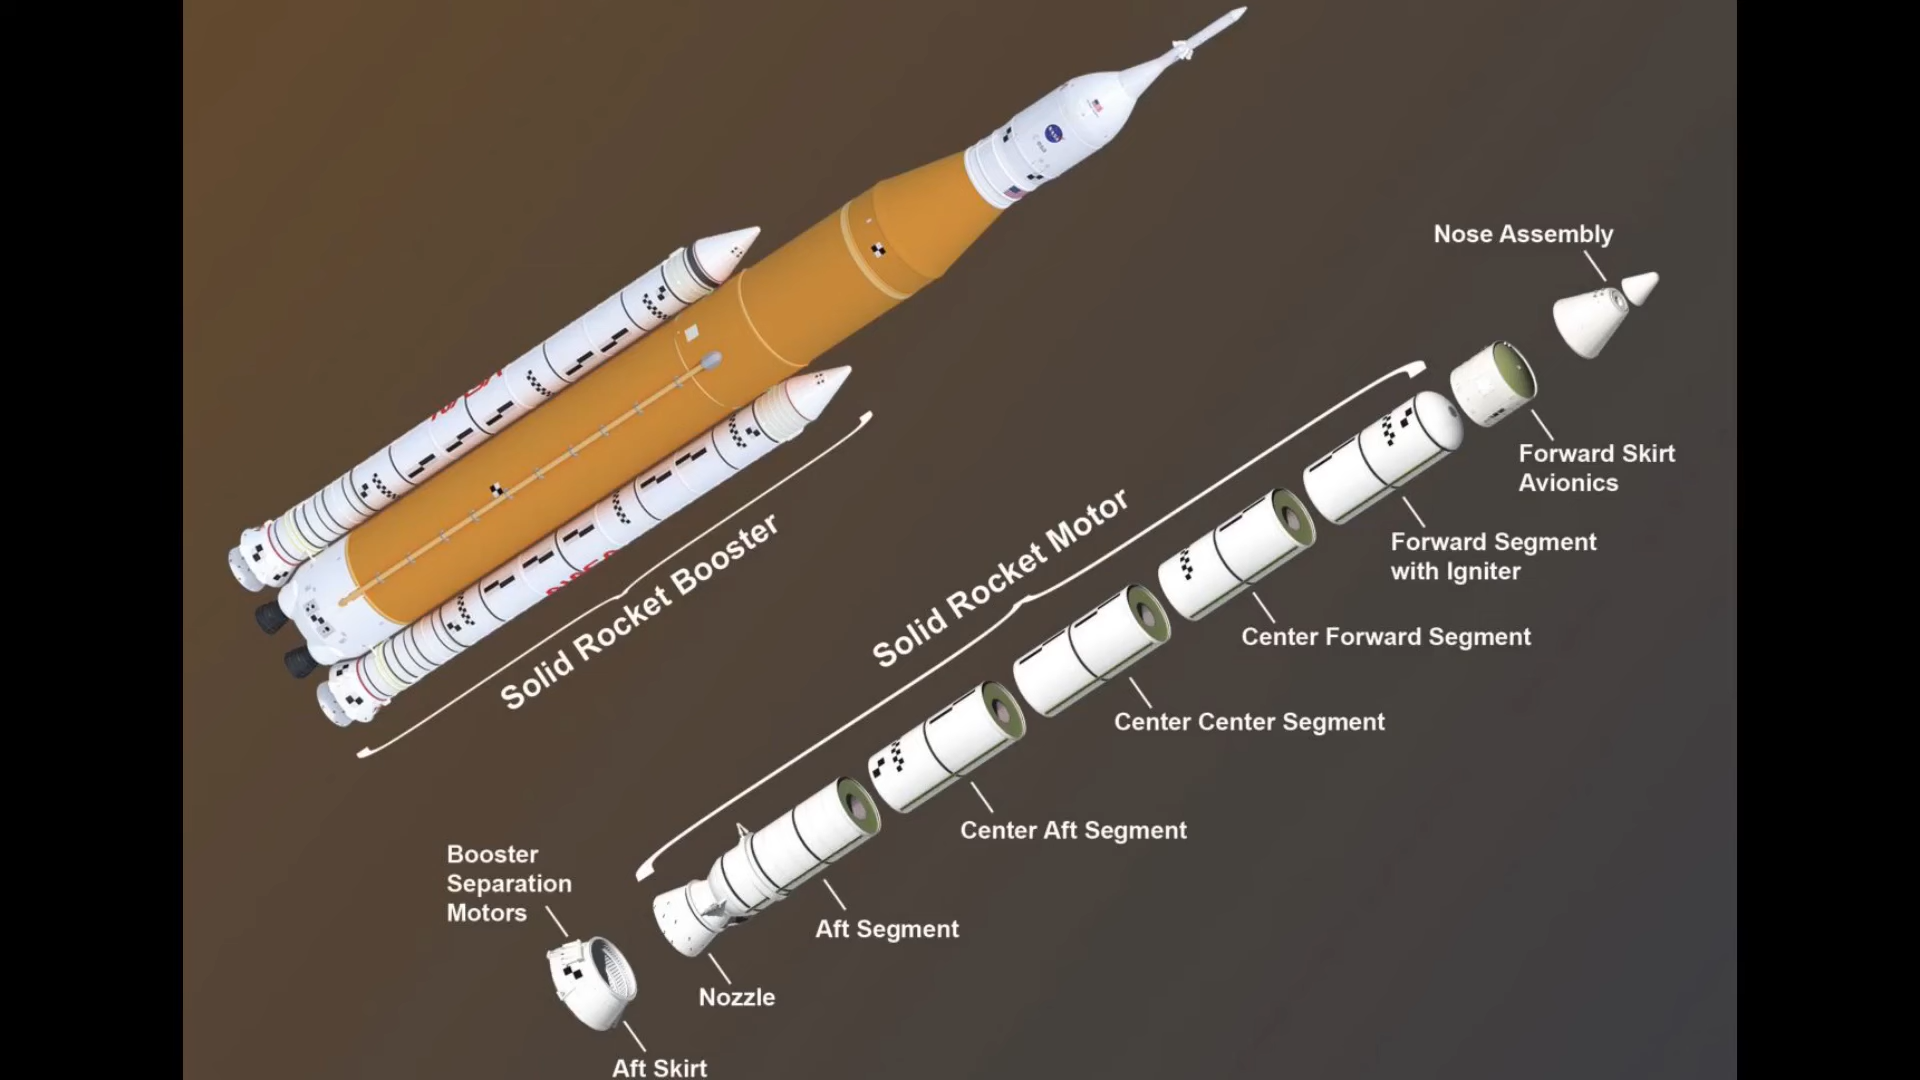 Nose Assembly
Forward Skirt
Avionics
Solid Rocket Booster
Solid Rocket Motor
Forward Segment
with Igniter
Center Forward Segment
Center Center Segment
Center Aft Segment
Booster
Separation
Motors
Aft Segment
Nozzle
Aft Skirt